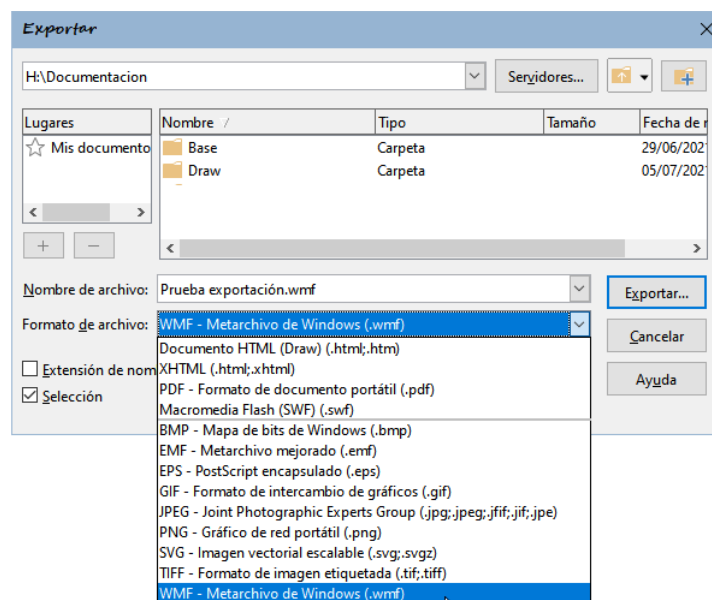 Exportar
H:\Documentacion
Servidores...
Lugares
Nombre
Tipo
Tamaño
Fecha de
Mis documento
Base
Carpeta
29/06/202
Draw
Carpeta
05/07/202
Nombre de archivo:
Prueba exportación.wmf
Exportar...
Formato de archivo:
WMF - Metarchivo de Windows (.wmf)
Cancelar
Documento HTML (Draw) (.html;.htm)
Extensión de nom
XHTML (.html;.xhtml)
Ayuda
PDF - Formato de documento portátil (.pdf)
Selección
Macromedia Flash (SWF) (.swf)
BMP - Mapa de bits de Windows (.bmp)
EMF - Metarchivo mejorado (.emf)
EPS - PostScript encapsulado (.eps)
GIF - Formato de intercambio de gráficos (.gif)
JPEG - Joint Photographic Experts Group (.jpg;.jpeg;.jfif;.jif;.jpe)
PNG - Gráfico de red portátil (.png)
SVG - Imagen vectorial escalable (.svg;.svgz)
TIFF - Formato de imagen etiquetada (.tif;.tiff)
WMF - Metarchivo de Windows (.wmf)